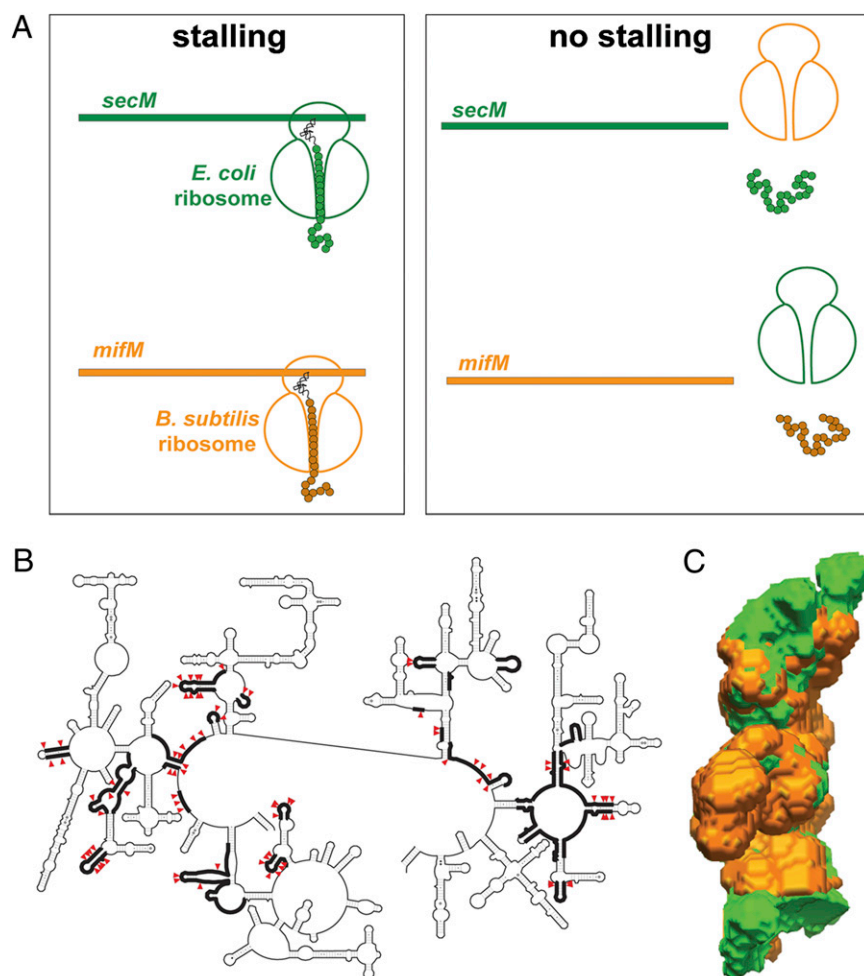 A
stalling
secM
E. coli
ribosome
mifM
B. subtilis
ribosome
no stalling
secM
mifM
B
C